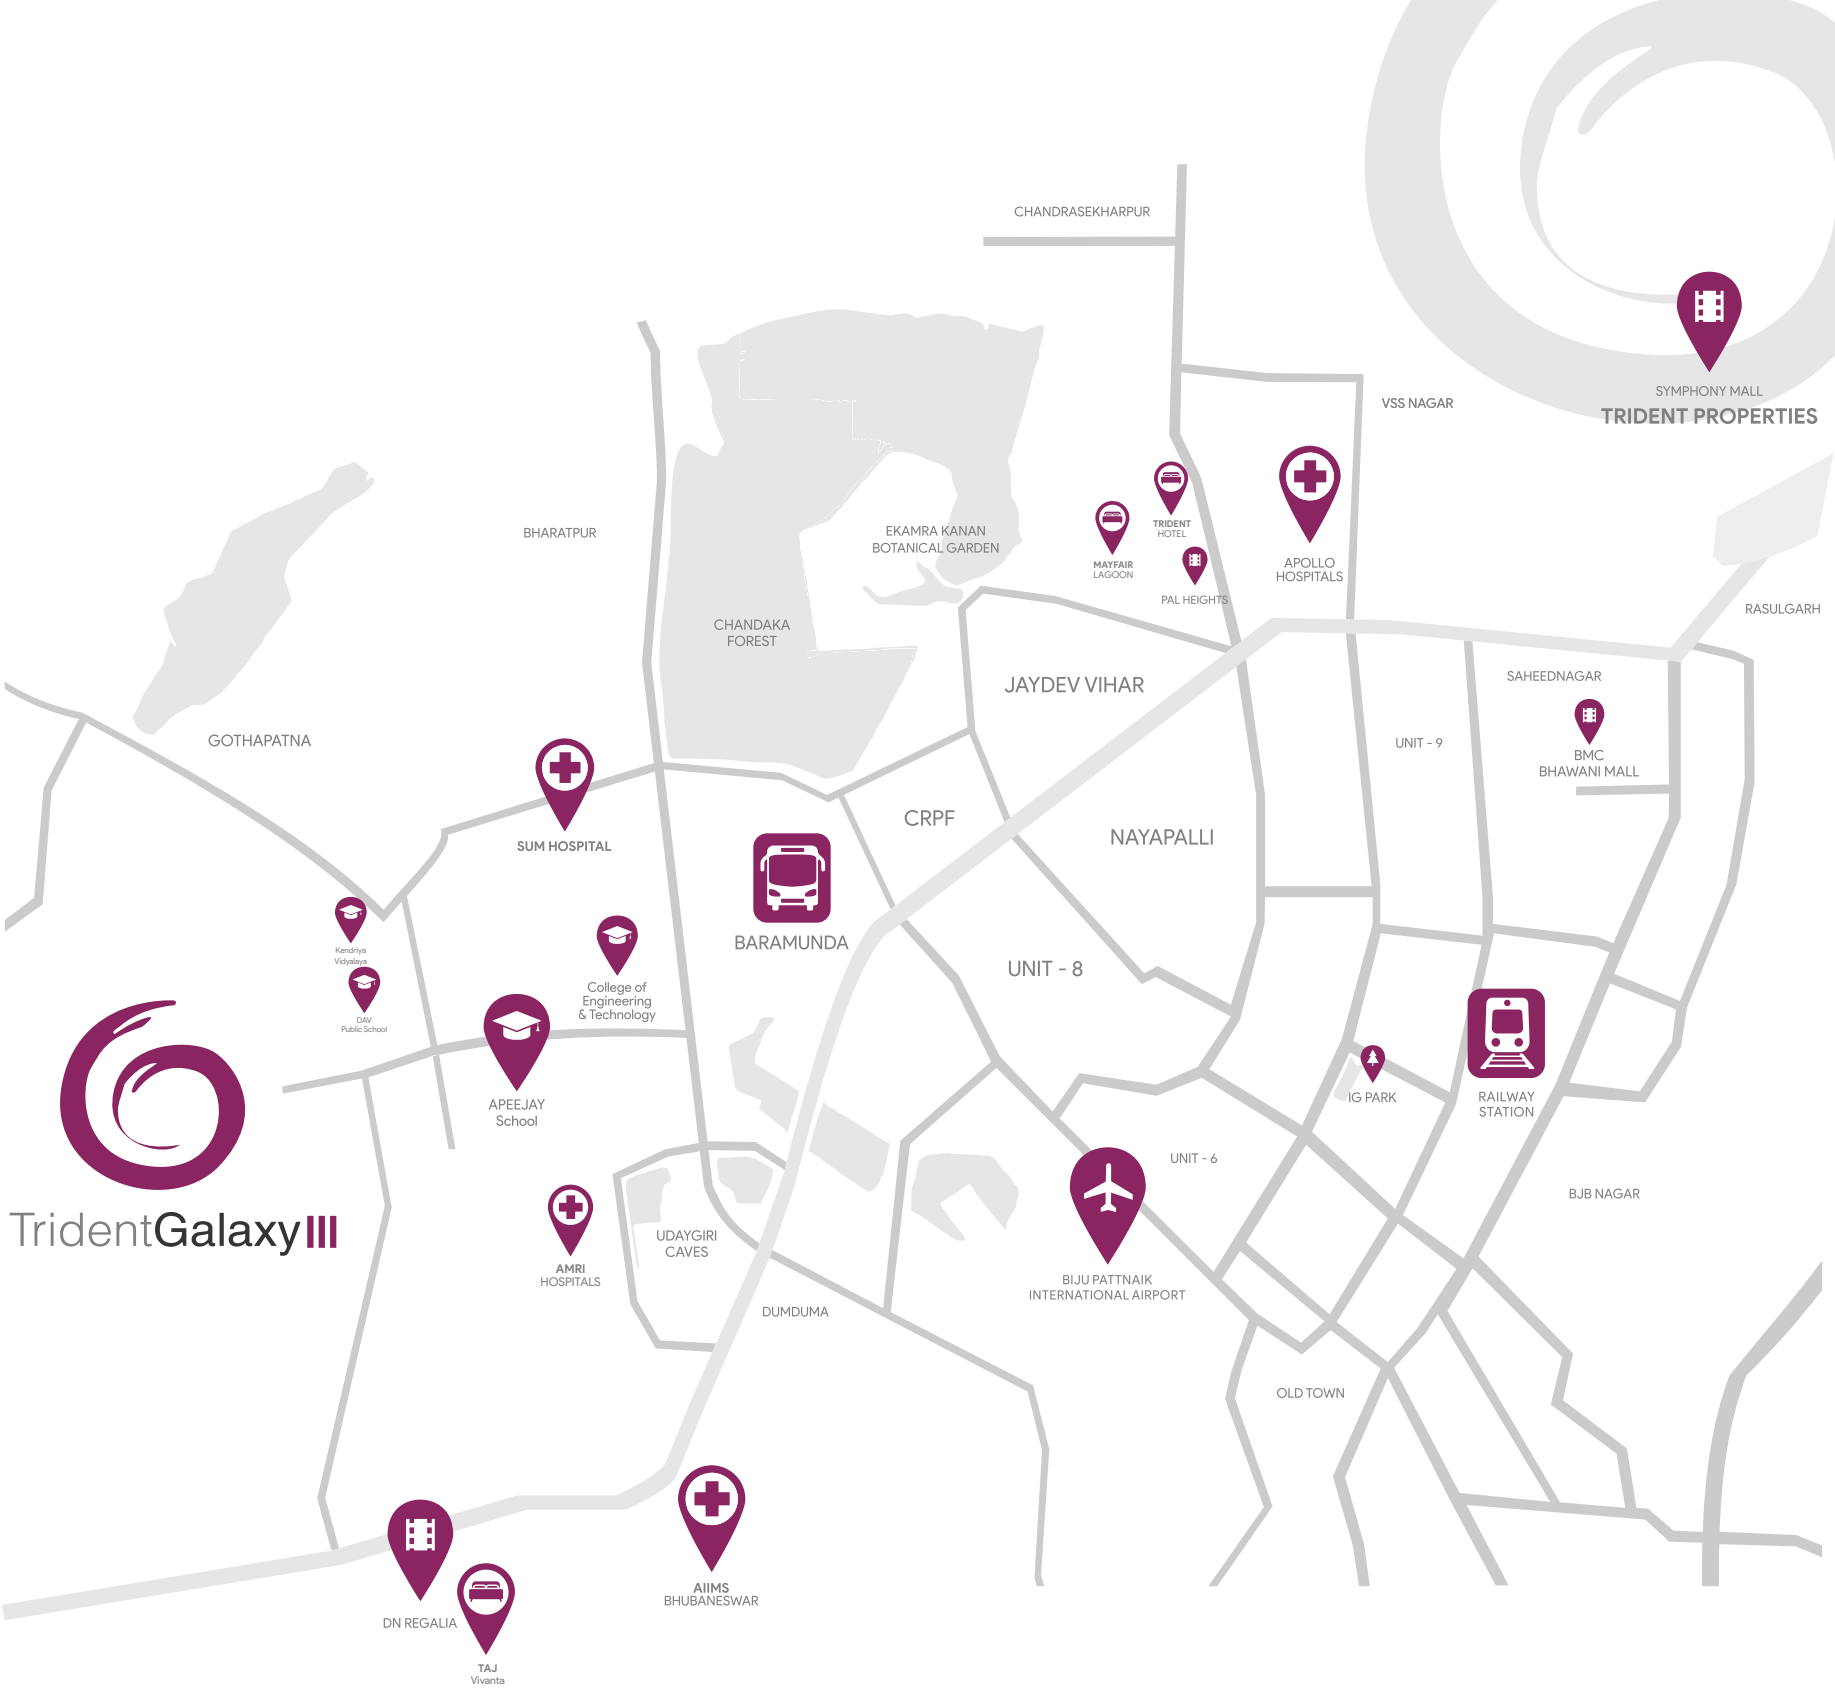 CHANDRASEKHARPUR
SYMPHONY MALL
TRIDENT PROPERTIES
VSS NAGAR
BHARATPUR
EKAMRA KANAN
BOTANICAL GARDEN
TRIDENT
HOTEL
MAYFAIR
LAGOON
PAL HEIGHTS
APOLLO
HOSPITALS
RASULGARH
CHANDAKA
FOREST
JAYDEV VIHAR
SAHEEDNAGAR
GOTHAPATNA
UNIT - 9
BMC
BHAWANI MALL
SUM HOSPITAL
CRPF
NAYAPALLI
BARAMUNDA
UNIT - 8
Kendriya
Vidyalaya
DAV
Public School
College of
Engineering
& Technology
APEEJAY
School
IG PARK
RAILWAY
STATION
UNIT - 6
BJB NAGAR
TridentGalaxyIII
UDAYGIRI
CAVES
AMRI
HOSPITALS
BIJU PATTNAIK
INTERNATIONAL AIRPORT
DUMDUMA
OLD TOWN
AIIMS
BHUBANESWAR
DN REGALIA
TAJ
Vivanta